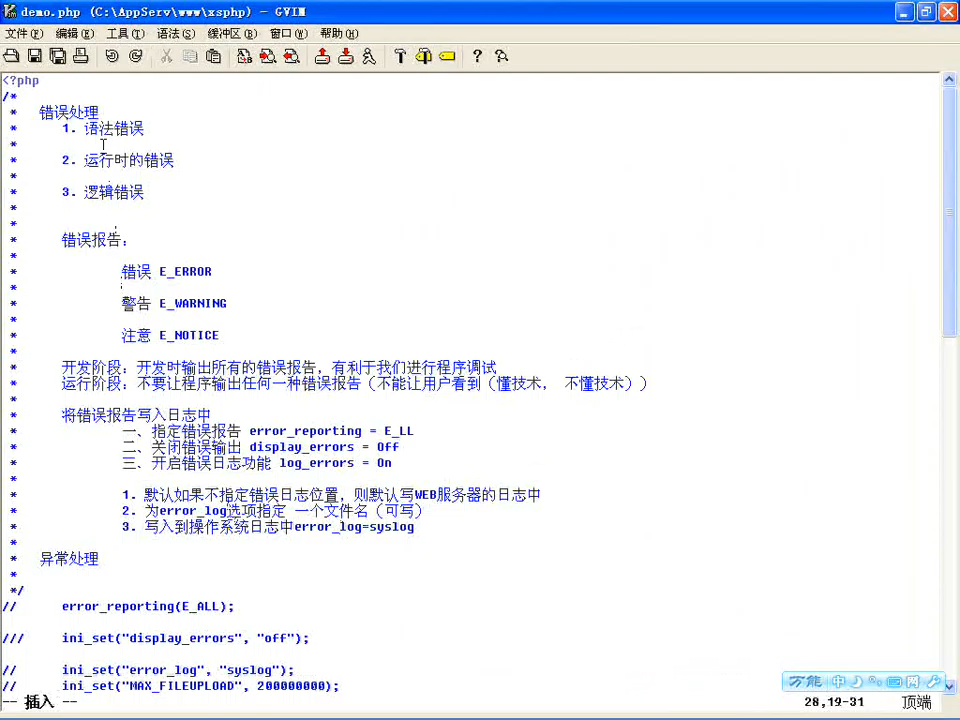 demo.php (C:\AppServ\www\xsphp) - GVIM
文件(F) 编辑(E) 工具(T) 语法(S) 缓冲区(B) 窗口(W) 帮助(H)
<?php
/*
* 错误处理
* 1. 语法错误
*
* 2. 运行时的错误
*
* 3. 逻辑错误
*
*
* 错误报告:
*
* 错误 E_ERROR
*
* 警告 E_WARNING
*
* 注意 E_NOTICE
*
* 开发阶段: 开发时输出所有的错误报告, 有利于我们进行程序调试
* 运行阶段: 不要让程序输出任何一种错误报告(不能让用户看到(懂技术, 不懂技术))
*
* 将错误报告写入日志中
* 一、指定错误报告 error_reporting = E_LL
* 二、关闭错误输出 display_errors = Off
* 三、开启错误日志功能 log_errors = On
*
* 1. 默认如果不指定错误日志位置, 则默认写WEB服务器的日志中
* 2. 为error_log选项指定 一个文件名(可写)
* 3. 写入到操作系统日志中error_log=syslog
*
* 异常处理
*
*/
// error_reporting(E_ALL);
/// ini_set("display_errors", "off");
// ini_set("error_log", "syslog");
// ini_set("MAX_FILEUPLOAD", 200000000);
万能 中 网
-- 插入 -- 28,19-31 顶端